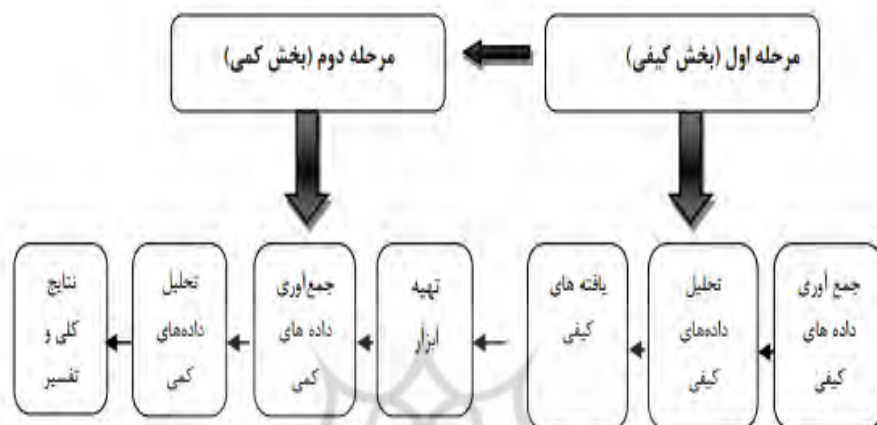 مرحله اول (بخش کیفی)
مرحله دوم (بخش کمی)
جمع آوری
داده های
کیفی
تحلیل
داده‌های
کیفی
یافته های
کیفی
تهیه
ابزار
جمع‌آوری
داده های
کمی
تحلیل
داده‌های
کمی
نتایج
کلی و
تفسیر